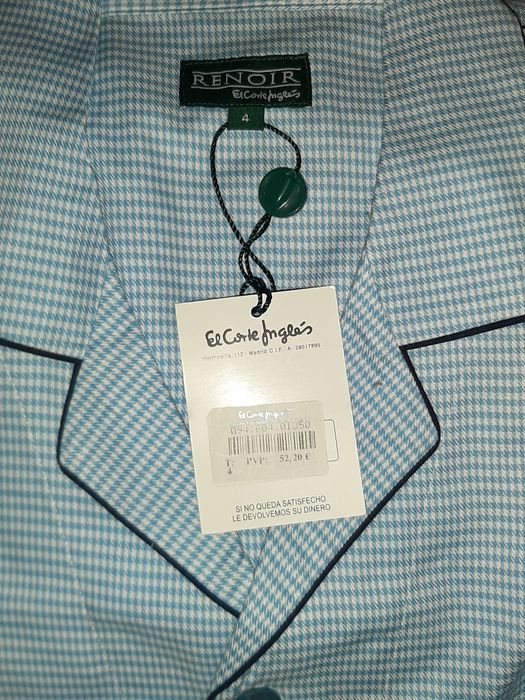 RENOIR
El Corte Inglés
4
El Corte Inglés
Hermosilla, 112 - Madrid C.I.F. - A. 28017895
El Corte Inglés
094.604.01350
T: PVP: 52,20 €
4
SI NO QUEDA SATISFECHO
LE DEVOLVEMOS SU DINERO